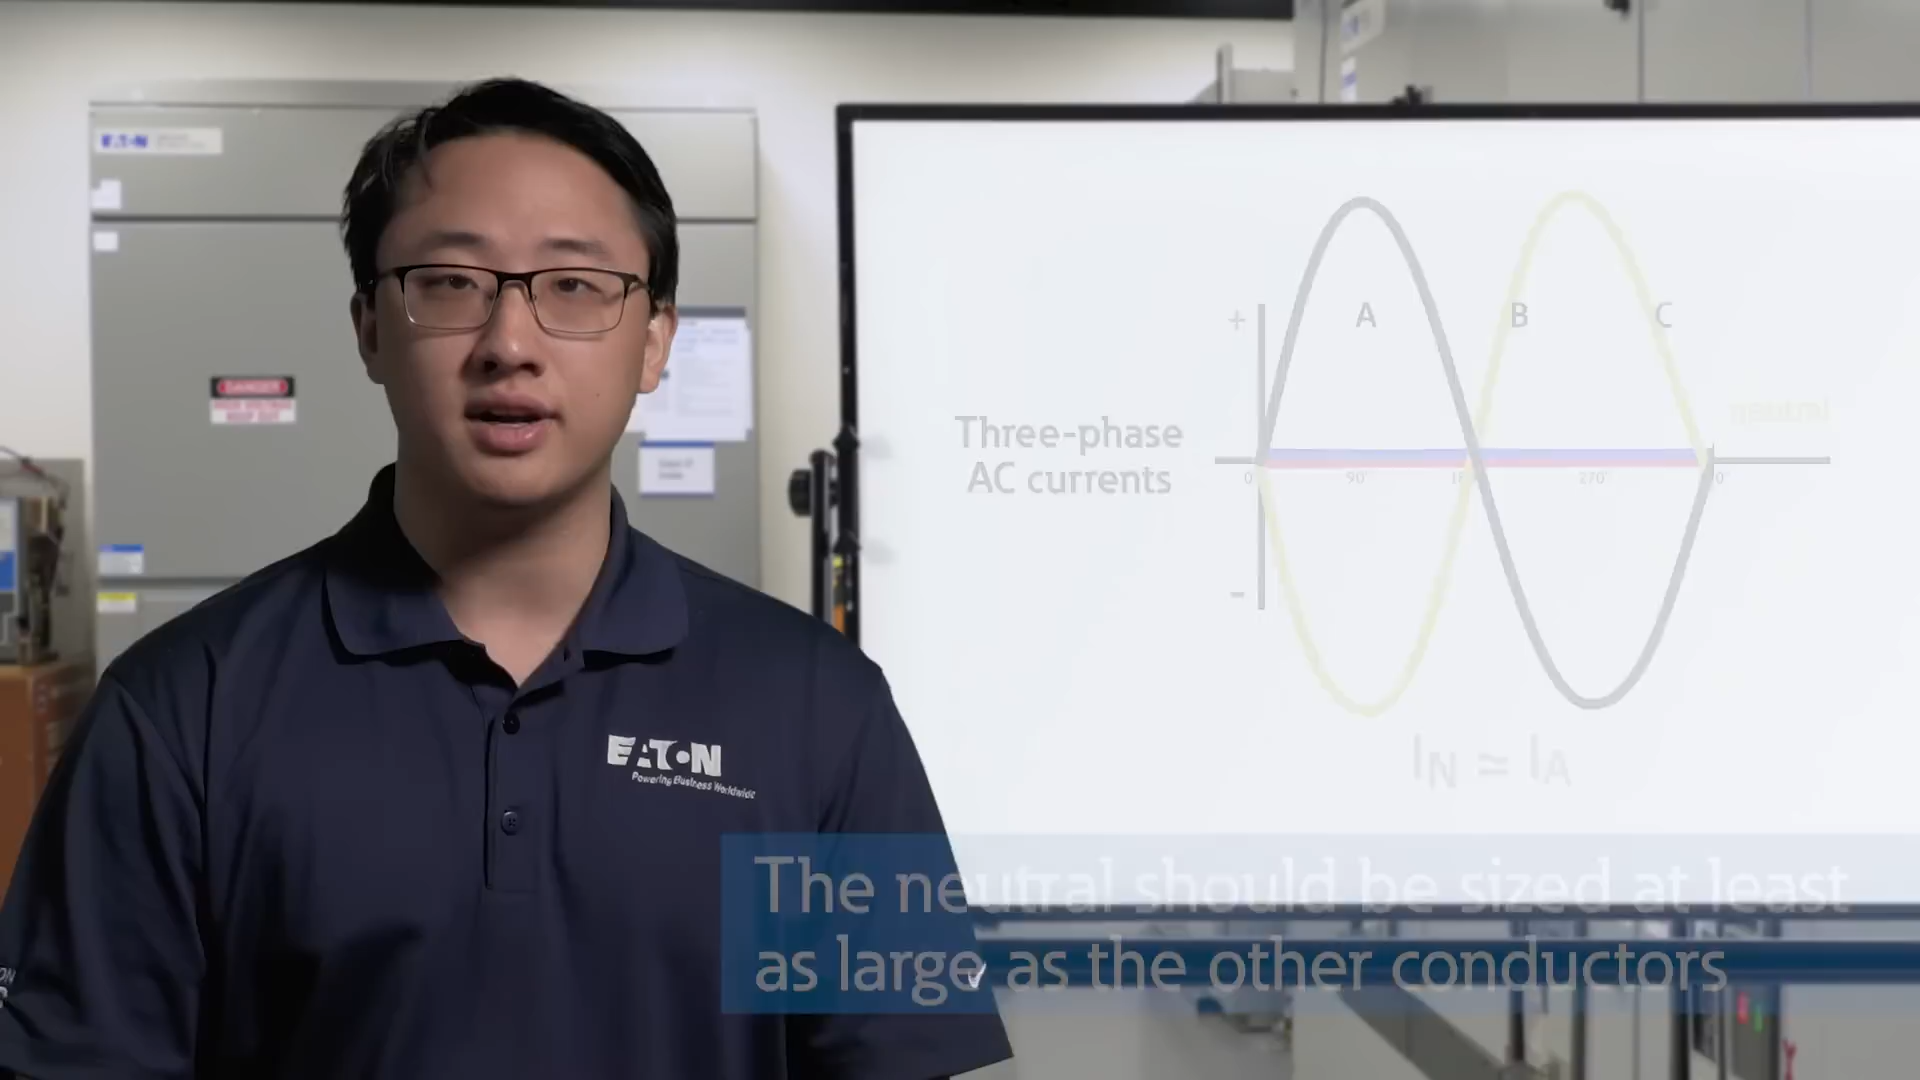 EATON
DANGER
+
A
B
C
neutral
Three-phase
AC currents
0
90°
270°
-
IN = IA
EATON
Powering Business Worldwide
The neutral should be sized at least
as large as the other conductors